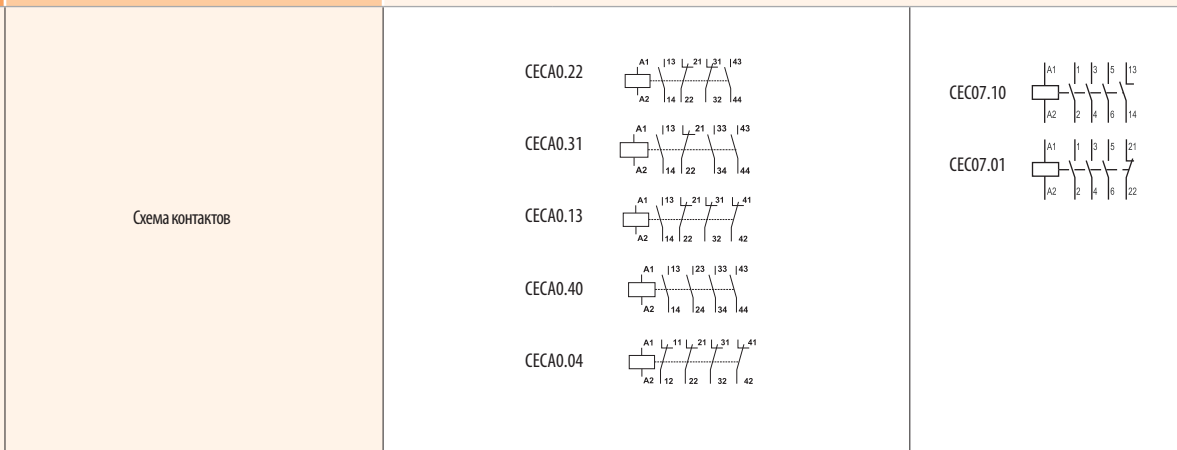 Схема контактов
CECA0.22
A1 13 21 31 43
A2 14 22 32 44
CECA0.31
A1 13 21 33 43
A2 14 22 34 44
CECA0.13
A1 13 21 31 41
A2 14 22 32 42
CECA0.40
A1 13 23 33 43
A2 14 24 34 44
CECA0.04
A1 11 21 31 41
A2 12 22 32 42
CEC07.10
A1 1 3 5 13
A2 2 4 6 14
CEC07.01
A1 1 3 5 21
A2 2 4 6 22